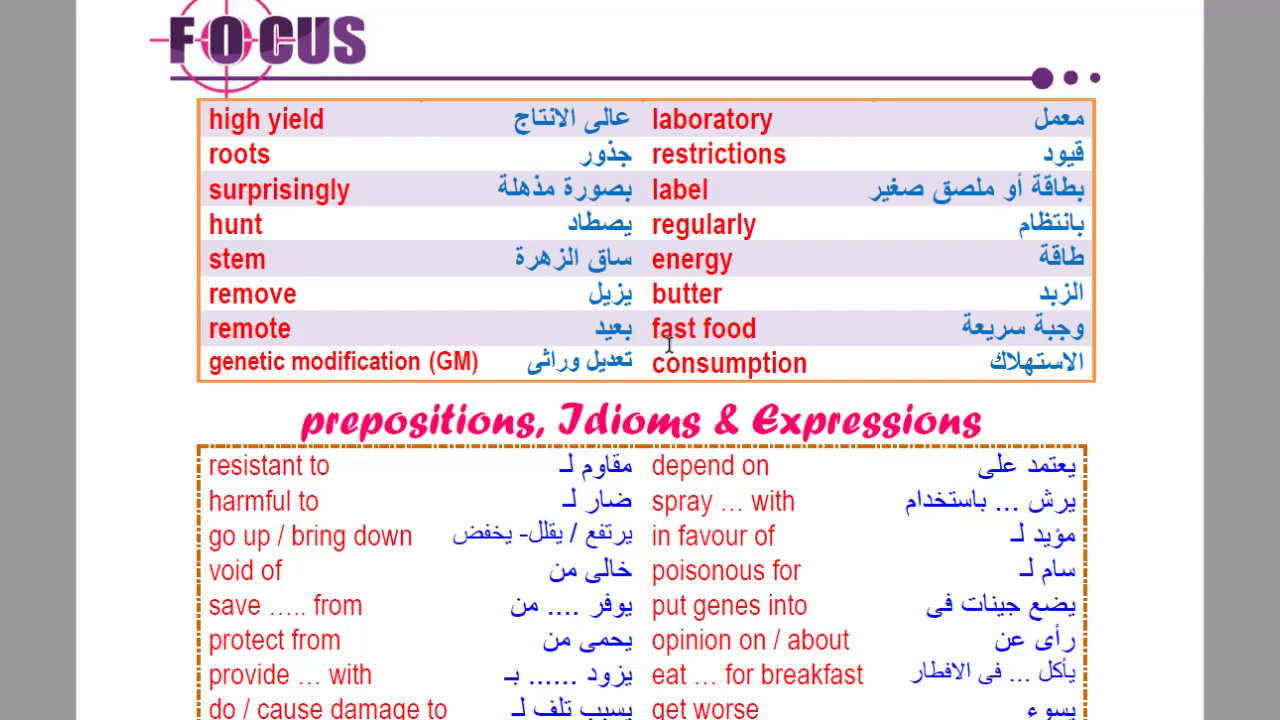 FOCUS
high yield عالى الانتاج laboratory معمل
roots جذور restrictions قيود
surprisingly بصورة مذهلة label بطاقة أو ملصق صغير
hunt يصطاد regularly بانتظام
stem ساق الزهرة energy طاقة
remove يزيل butter الزبد
remote بعيد fast food وجبة سريعة
genetic modification (GM) تعديل وراثى consumption الاستهلاك
prepositions, Idioms & Expressions
resistant to مقاوم لـ depend on يعتمد على
harmful to ضار لـ spray … with يرش ... باستخدام
go up / bring down يرتفع / يقلل- يخفض in favour of مؤيد لـ
void of خالى من poisonous for سام لـ
save ….. from يوفر .... من put genes into يضع جينات فى
protect from يحمى من opinion on / about رأى عن
provide … with يزود ...... بـ eat … for breakfast يأكل ... فى الافطار
do / cause damage to يسبب تلف لـ get worse يسوء